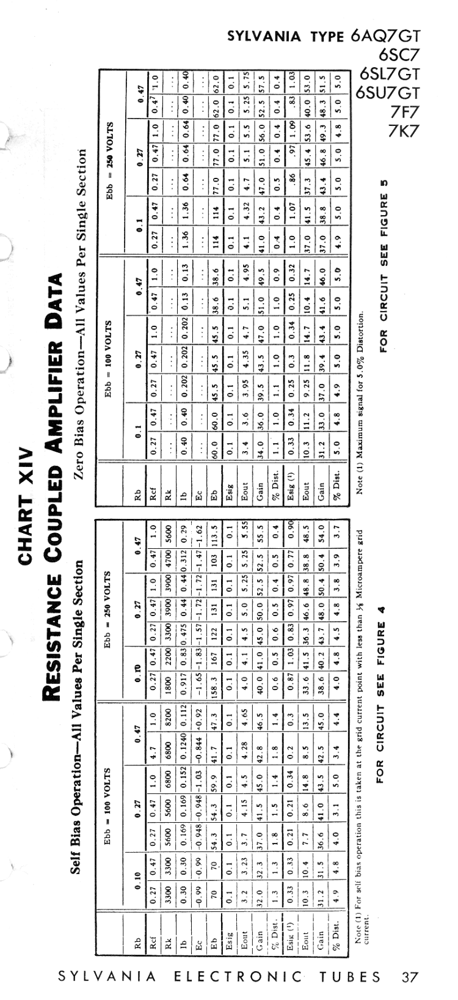 SYLVANIA TYPE 6AQ7GT
6SC7
6SL7GT
6SU7GT
7F7
7K7
CHART XIV
RESISTANCE COUPLED AMPLIFIER DATA
Self Bias Operation—All Values Per Single Section
Ebb = 100 VOLTS Ebb = 250 VOLTS
Rb 0.10 0.27 0.47 0.10 0.27 0.47
Rcf 0.27 0.47 0.27 0.47 1.0 4.7 1.0 0.27 0.47 0.27 0.47 1.0 0.47 1.0
Rk 3300 3300 5600 5600 6800 6800 8200 1800 2200 3300 3900 3900 4700 5600
Ib 0.30 0.30 0.169 0.169 0.152 0.1240 0.112 0.917 0.83 0.475 0.44 0.44 0.312 0.29
Ec -0.99 -0.99 -0.948 -0.948 -1.03 -0.844 -0.92 -1.65 -1.83 -1.57 -1.72 -1.72 -1.47 -1.62
Eb 70 70 54.3 54.3 59.9 41.7 47.3 158.3 167 122 131 131 103 113.5
Esig 0.1 0.1 0.1 0.1 0.1 0.1 0.1 0.1 0.1 0.1 0.1 0.1 0.1 0.1
Eout 3.2 3.23 3.7 4.15 4.5 4.28 4.65 4.0 4.1 4.5 5.0 5.25 5.25 5.55
Gain 32.0 32.3 37.0 41.5 45.0 42.8 46.5 40.0 41.0 45.0 50.0 52.5 52.5 55.5
% Dist. 1.3 1.3 1.8 1.5 1.4 1.8 1.4 0.6 0.5 0.6 0.5 0.4 0.5 0.4
Esig (1) 0.33 0.33 0.21 0.21 0.34 0.2 0.3 0.87 1.03 0.83 0.97 0.97 0.77 0.90
Eout 10.3 10.4 7.7 8.6 14.8 8.5 13.5 33.6 41.5 36.3 46.6 48.8 38.8 48.5
Gain 31.2 31.5 36.6 41.0 43.5 42.5 45.0 38.6 40.2 43.7 48.0 50.4 50.4 54.0
% Dist. 4.9 4.8 4.0 3.1 5.0 3.4 4.4 4.0 4.8 4.5 4.8 3.8 3.9 3.7
Note (1) For self bias operation this is taken at the grid current point with less than ⅛ Microampere grid
current.
FOR CIRCUIT SEE FIGURE 4
Zero Bias Operation—All Values Per Single Section
Ebb = 100 VOLTS Ebb = 250 VOLTS
Rb 0.1 0.27 0.47 0.1 0.27 0.47
Rcf 0.27 0.47 0.27 0.47 1.0 0.47 1.0 0.27 0.47 0.27 0.47 1.0 0.47 1.0
Rk ... ... ... ... ... ... ... ... ... ... ... ... ... ...
Ib 0.40 0.40 0.202 0.202 0.202 0.13 0.13 1.36 1.36 0.64 0.64 0.64 0.40 0.40
Ec ... ... ... ... ... ... ... ... ... ... ... ... ... ...
Eb 60.0 60.0 45.5 45.5 45.5 38.6 38.6 114 114 77.0 77.0 77.0 62.0 62.0
Esig 0.1 0.1 0.1 0.1 0.1 0.1 0.1 0.1 0.1 0.1 0.1 0.1 0.1 0.1
Eout 3.4 3.6 3.95 4.35 4.7 5.1 4.95 4.1 4.32 4.7 5.1 5.5 5.25 5.75
Gain 34.0 36.0 39.5 43.5 47.0 51.0 49.5 41.0 43.2 47.0 51.0 56.0 52.5 57.5
% Dist. 1.1 1.0 1.1 1.0 1.0 1.0 0.9 0.4 0.4 0.5 0.4 0.4 0.4 0.4
Esig (1) 0.33 0.34 0.25 0.3 0.34 0.25 0.32 1.0 1.07 .86 .97 1.09 .83 1.03
Eout 10.3 11.2 9.25 11.8 14.7 10.4 14.7 37.0 41.5 37.3 45.4 53.6 40.0 53.0
Gain 31.2 33.0 37.0 39.4 43.4 41.6 46.0 37.0 38.8 43.4 46.8 49.3 48.3 51.5
% Dist. 5.0 4.8 4.9 5.0 5.0 5.0 5.0 4.9 5.0 5.0 5.0 4.8 5.0 5.0
Note (1) Maximum signal for 5.0% Distortion.
FOR CIRCUIT SEE FIGURE 5
SYLVANIA ELECTRONIC TUBES 37